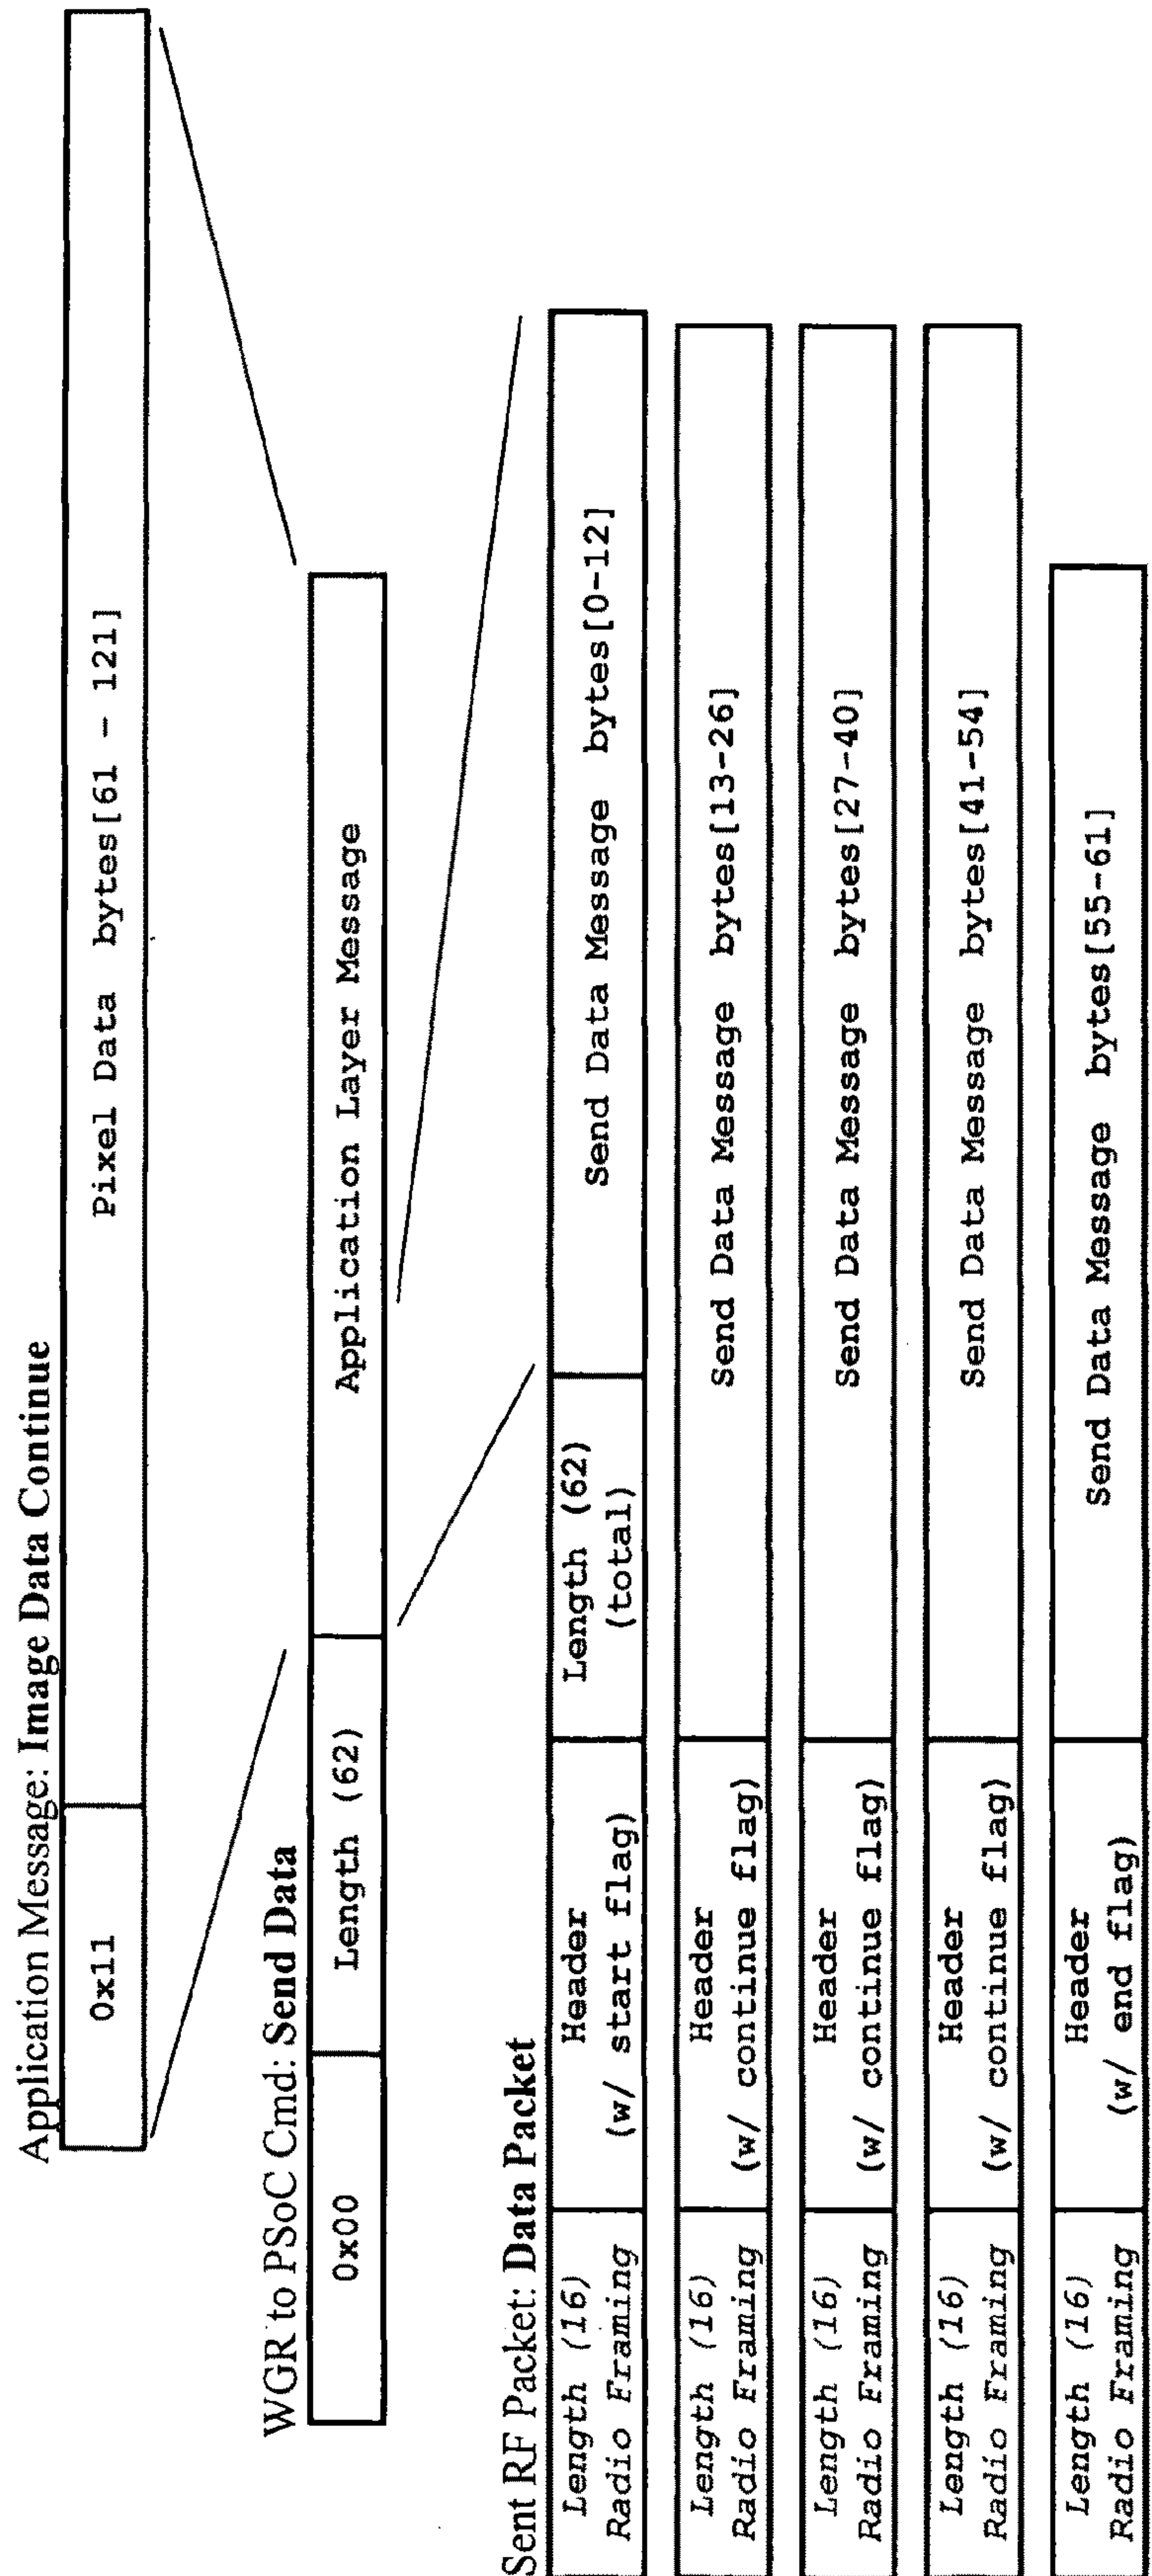 Application Message: Image Data Continue
0x11
Pixel Data bytes[61 - 121]
WGR to PSoC Cmd: Send Data
0x00
Length (62)
Application Layer Message
Sent RF Packet: Data Packet
Length (16)
Radio Framing
Header
(w/ start flag)
Length (62)
(total)
Send Data Message bytes[0-12]
Length (16)
Radio Framing
Header
(w/ continue flag)
Send Data Message bytes[13-26]
Length (16)
Radio Framing
Header
(w/ continue flag)
Send Data Message bytes[27-40]
Length (16)
Radio Framing
Header
(w/ continue flag)
Send Data Message bytes[41-54]
Length (16)
Radio Framing
Header
(w/ end flag)
Send Data Message bytes[55-61]